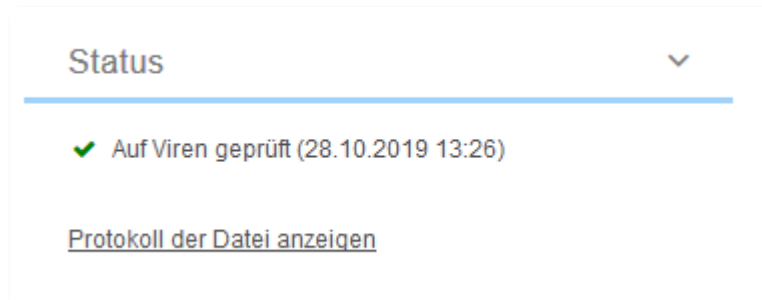 Status
Auf Viren geprüft (28.10.2019 13:26)
Protokoll der Datei anzeigen